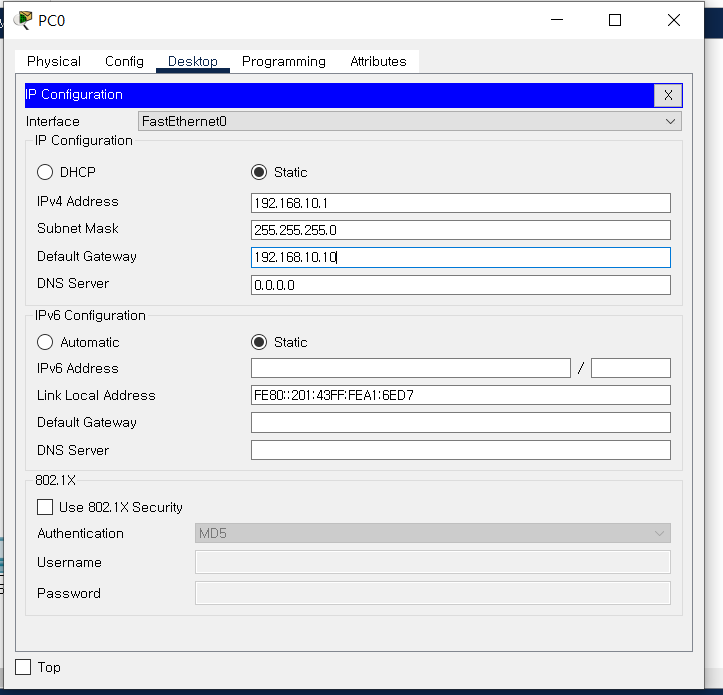 PC0
Physical Config Desktop Programming Attributes
IP Configuration X
Interface FastEthernet0
IP Configuration
DHCP Static
IPv4 Address 192.168.10.1
Subnet Mask 255.255.255.0
Default Gateway 192.168.10.10
DNS Server 0.0.0.0
IPv6 Configuration
Automatic Static
IPv6 Address /
Link Local Address FE80::201:43FF:FEA1:6ED7
Default Gateway
DNS Server
802.1X
Use 802.1X Security
Authentication MD5
Username
Password
Top